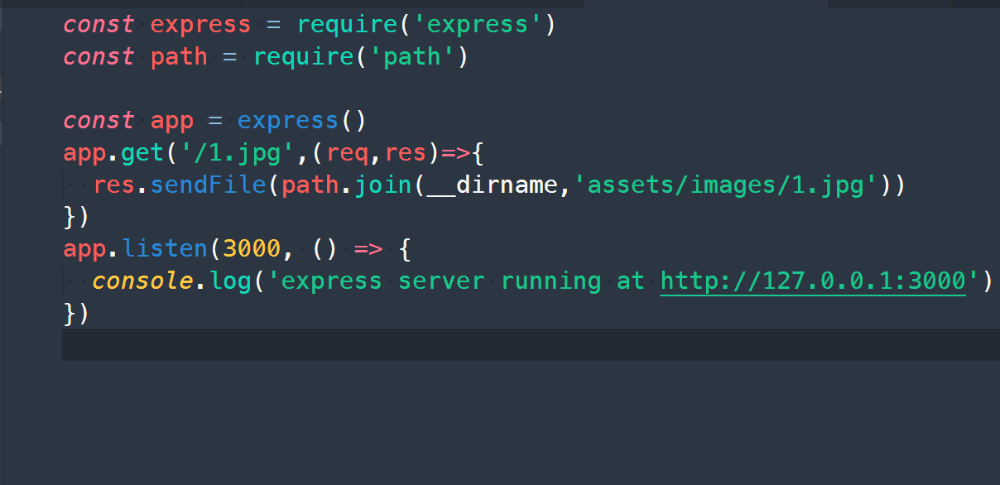 const express = require('express')
const path = require('path')
const app = express()
app.get('/1.jpg',(req,res)=>{
  res.sendFile(path.join(__dirname,'assets/images/1.jpg'))
})
app.listen(3000, () => {
  console.log('express server running at http://127.0.0.1:3000')
})